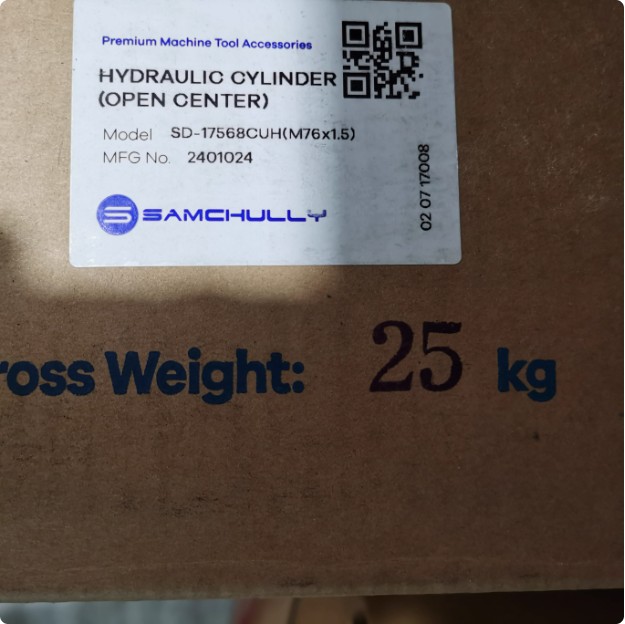 Premium Machine Tool Accessories
HYDRAULIC CYLINDER
(OPEN CENTER)
Model SD-17568CUH(M76x1.5)
MFG No. 2401024
SAMCHULLY
02 07 17008
ross Weight: 25 kg